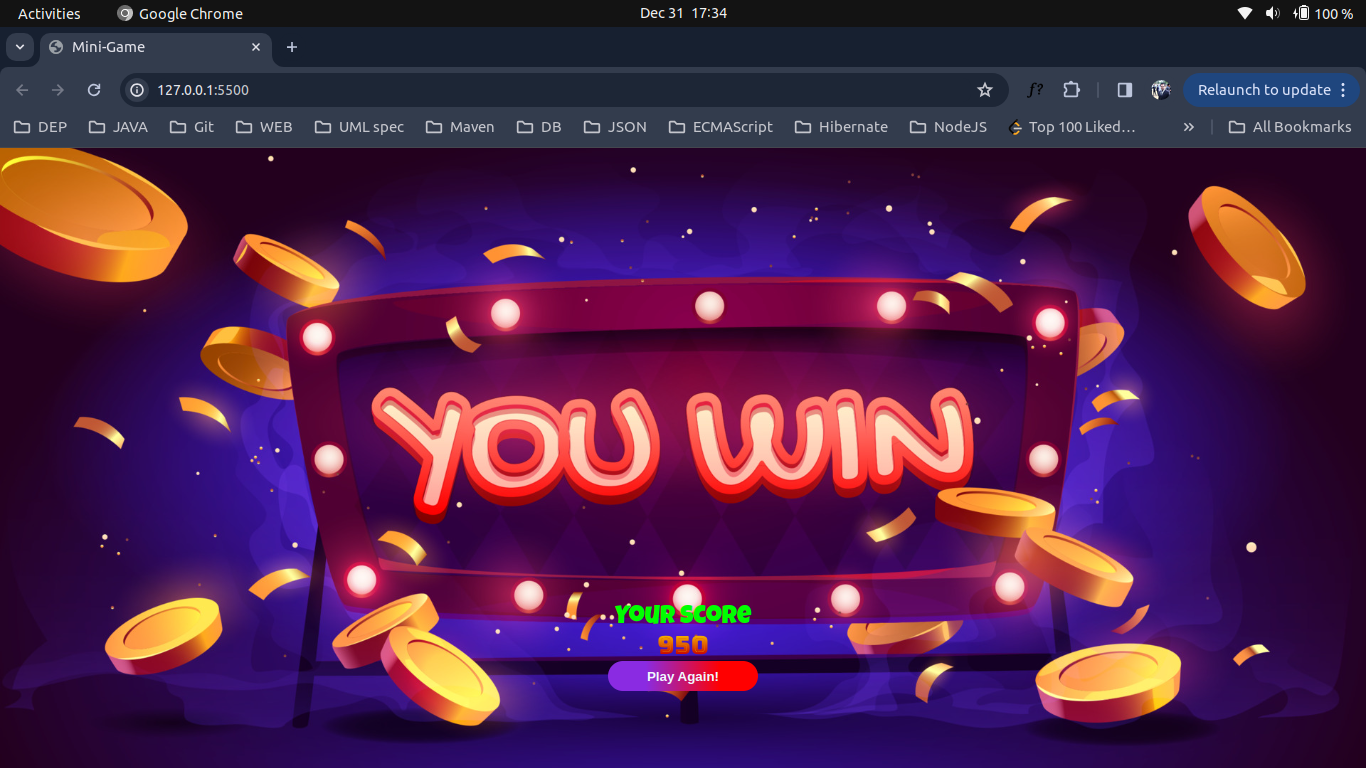 Activities Google Chrome Dec 31 17:34 100 %
Mini-Game
127.0.0.1:5500 f? Relaunch to update
DEP JAVA Git WEB UML spec Maven DB JSON ECMAScript Hibernate NodeJS Top 100 Liked… All Bookmarks
YOU WIN
Your Score
950
Play Again!